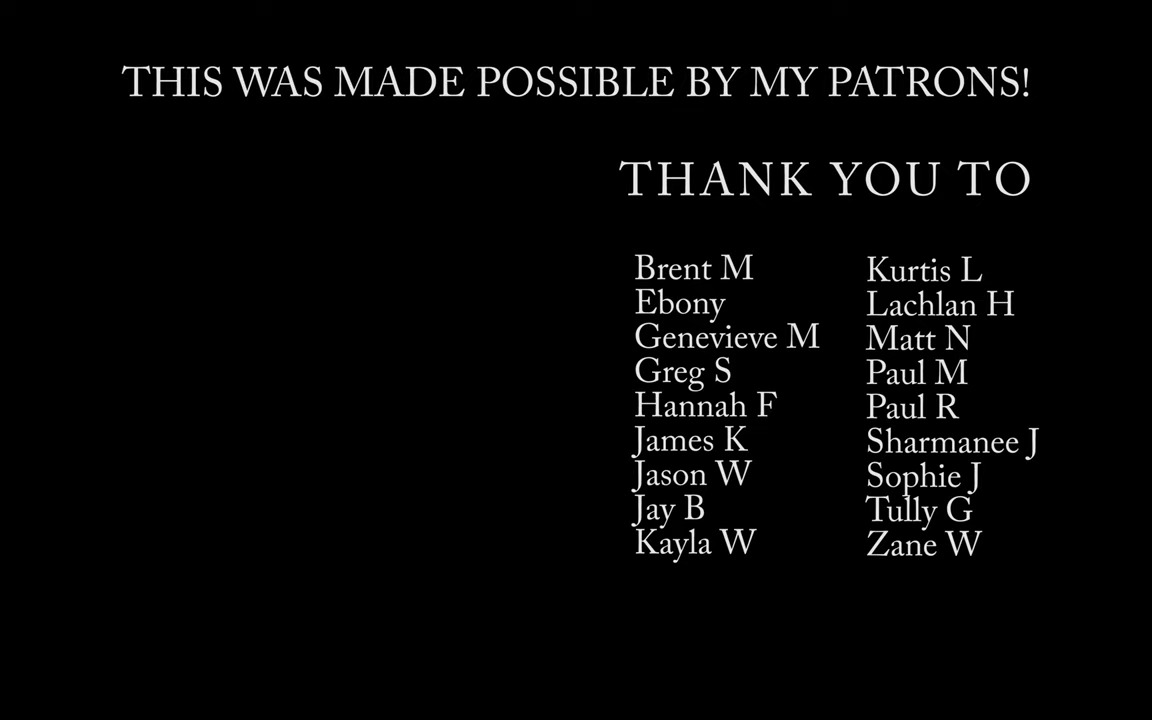 THIS WAS MADE POSSIBLE BY MY PATRONS!
THANK YOU TO
Brent M
Ebony
Genevieve M
Greg S
Hannah F
James K
Jason W
Jay B
Kayla W
Kurtis L
Lachlan H
Matt N
Paul M
Paul R
Sharmanee J
Sophie J
Tully G
Zane W